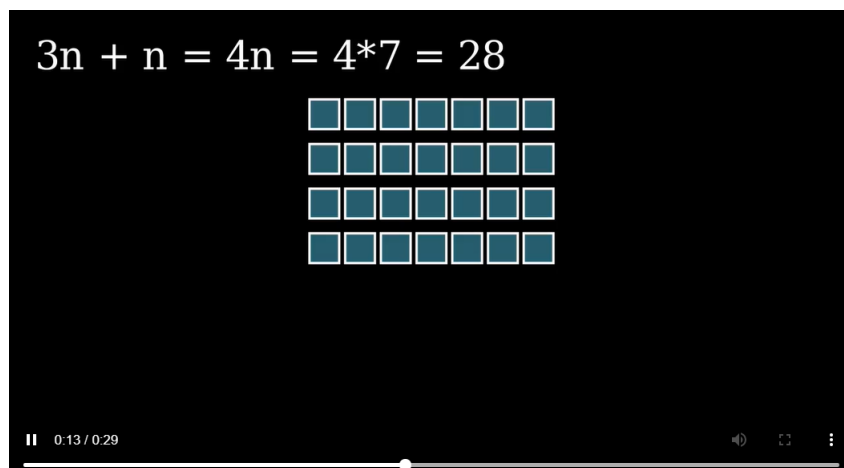 3n + n = 4n = 4*7 = 28
0:13 / 0:29